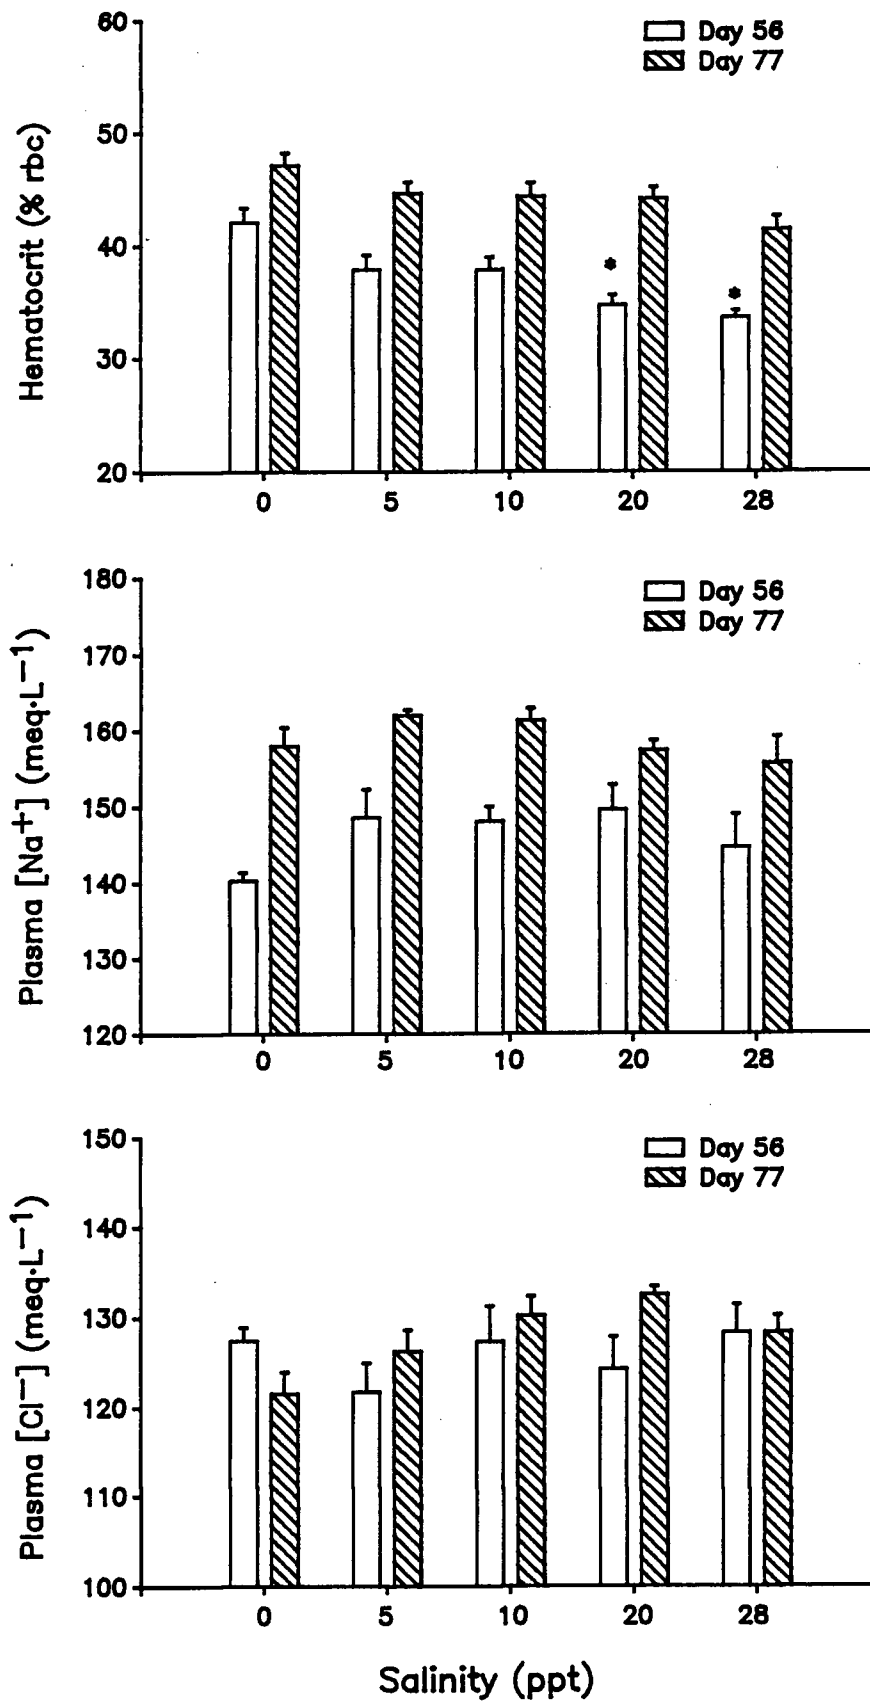 60
50
40
30
20
Hematocrit (% rbc)
Day 56
Day 77
*
*
0 5 10 20 28
180
170
160
150
140
130
120
Plasma [Na+] (meq·L−1)
Day 56
Day 77
0 5 10 20 28
150
140
130
120
110
100
Plasma [Cl−] (meq·L−1)
Day 56
Day 77
0 5 10 20 28
Salinity (ppt)